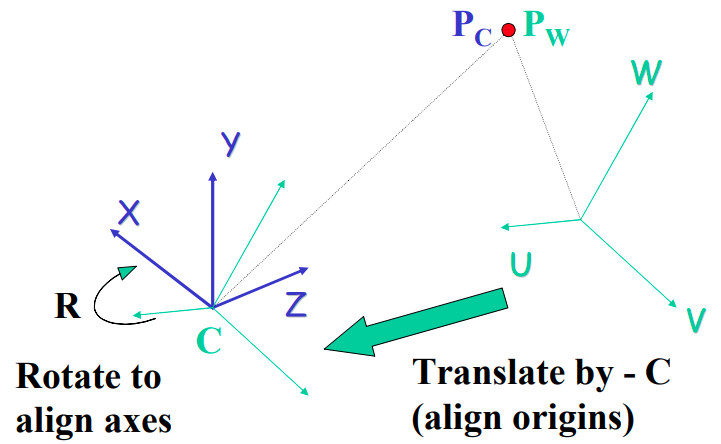 P_C P_W
W
Y
X
U
Z
R
V
C
Rotate to
align axes
Translate by - C
(align origins)